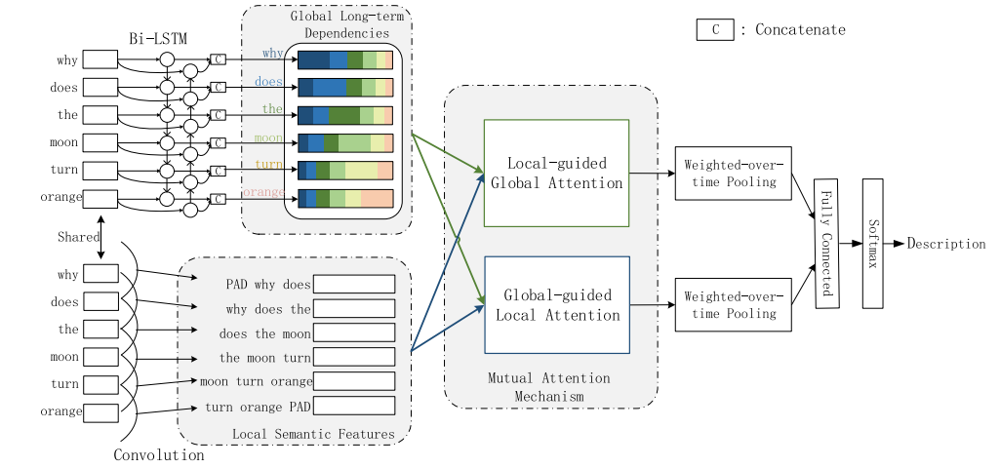 Global Long-term
Dependencies
C : Concatenate
Bi-LSTM
why C why
does C does
the C the
moon C moon
turn C turn
orange C orange
Shared
why
does
the
moon
turn
orange
Convolution
PAD why does
why does the
does the moon
the moon turn
moon turn orange
turn orange PAD
Local Semantic Features
Local-guided
Global Attention
Global-guided
Local Attention
Mutual Attention
Mechanism
Weighted-over-
time Pooling
Weighted-over-
time Pooling
Fully Connected
Softmax
Description